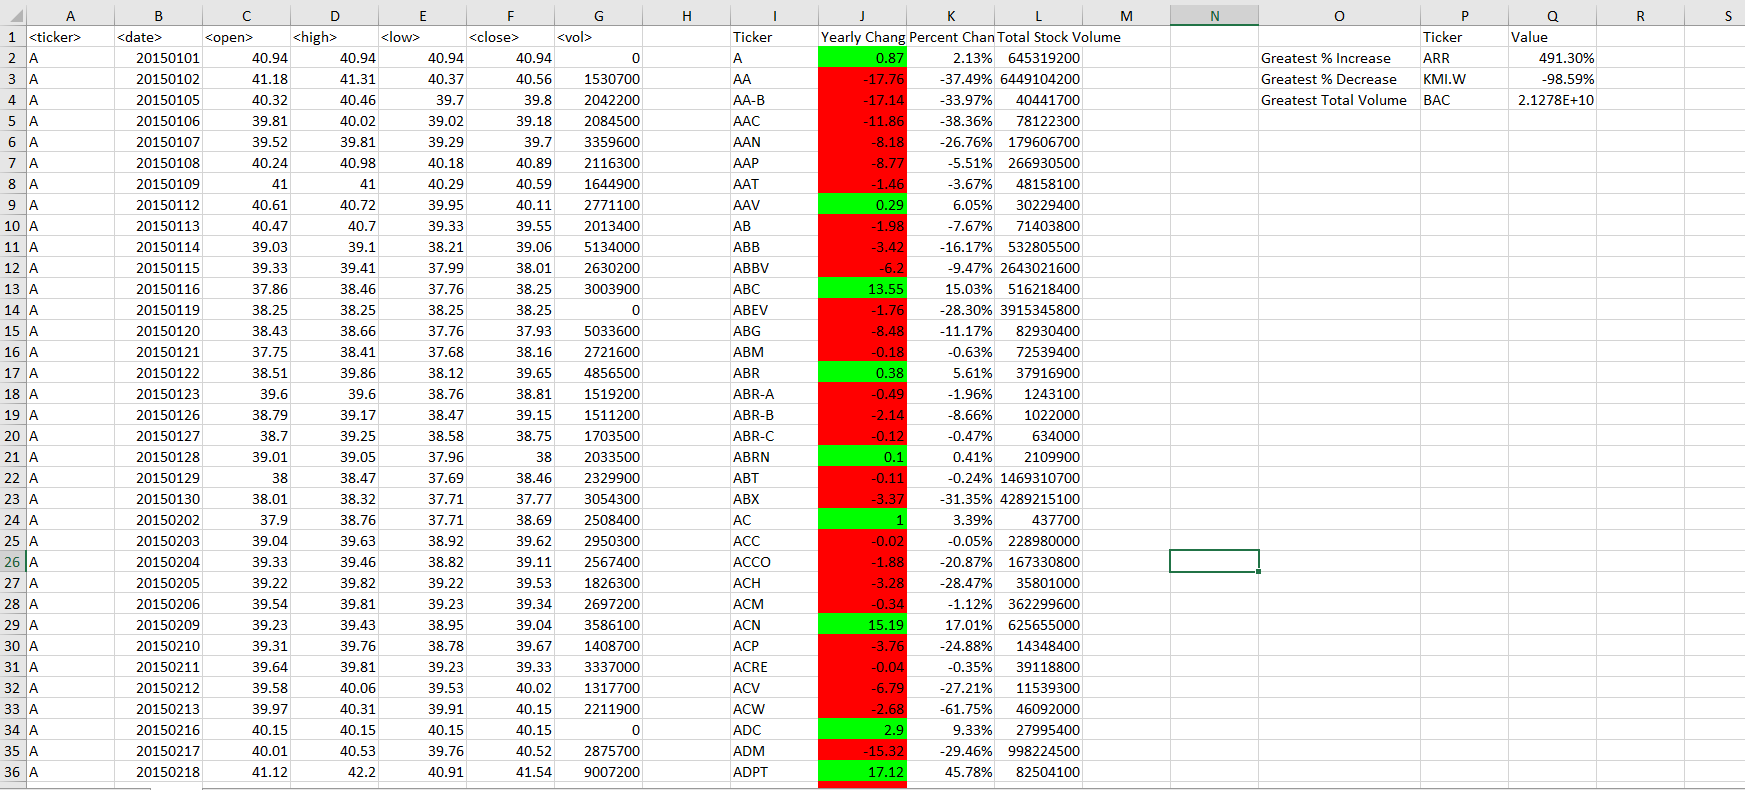 A B C D E F G H I J K L M N O P Q R S
1 <ticker> <date> <open> <high> <low> <close> <vol> Ticker Yearly Chang Percent Chan Total Stock Volume Ticker Value
2 A 20150101 40.94 40.94 40.94 40.94 0 A 0.87 2.13% 645319200 Greatest % Increase ARR 491.30%
3 A 20150102 41.18 41.31 40.37 40.56 1530700 AA -17.76 -37.49% 6449104200 Greatest % Decrease KMI.W -98.59%
4 A 20150105 40.32 40.46 39.7 39.8 2042200 AA-B -17.14 -33.97% 40441700 Greatest Total Volume BAC 2.1278E+10
5 A 20150106 39.81 40.02 39.02 39.18 2084500 AAC -11.86 -38.36% 78122300
6 A 20150107 39.52 39.81 39.29 39.7 3359600 AAN -8.18 -26.76% 179606700
7 A 20150108 40.24 40.98 40.18 40.89 2116300 AAP -8.77 -5.51% 266930500
8 A 20150109 41 41 40.29 40.59 1644900 AAT -1.46 -3.67% 48158100
9 A 20150112 40.61 40.72 39.95 40.11 2771100 AAV 0.29 6.05% 30229400
10 A 20150113 40.47 40.7 39.33 39.55 2013400 AB -1.98 -7.67% 71403800
11 A 20150114 39.03 39.1 38.21 39.06 5134000 ABB -3.42 -16.17% 532805500
12 A 20150115 39.33 39.41 37.99 38.01 2630200 ABBV -6.2 -9.47% 2643021600
13 A 20150116 37.86 38.46 37.76 38.25 3003900 ABC 13.55 15.03% 516218400
14 A 20150119 38.25 38.25 38.25 38.25 0 ABEV -1.76 -28.30% 3915345800
15 A 20150120 38.43 38.66 37.76 37.93 5033600 ABG -8.48 -11.17% 82930400
16 A 20150121 37.75 38.41 37.68 38.16 2721600 ABM -0.18 -0.63% 72539400
17 A 20150122 38.51 39.86 38.12 39.65 4856500 ABR 0.38 5.61% 37916900
18 A 20150123 39.6 39.6 38.76 38.81 1519200 ABR-A -0.49 -1.96% 1243100
19 A 20150126 38.79 39.17 38.47 39.15 1511200 ABR-B -2.14 -8.66% 1022000
20 A 20150127 38.7 39.25 38.58 38.75 1703500 ABR-C -0.12 -0.47% 634000
21 A 20150128 39.01 39.05 37.96 38 2033500 ABRN 0.1 0.41% 2109900
22 A 20150129 38 38.47 37.69 38.46 2329900 ABT -0.11 -0.24% 1469310700
23 A 20150130 38.01 38.32 37.71 37.77 3054300 ABX -3.37 -31.35% 4289215100
24 A 20150202 37.9 38.76 37.71 38.69 2508400 AC 1 3.39% 437700
25 A 20150203 39.04 39.63 38.92 39.62 2950300 ACC -0.02 -0.05% 228980000
26 A 20150204 39.33 39.46 38.82 39.11 2567400 ACCO -1.88 -20.87% 167330800
27 A 20150205 39.22 39.82 39.22 39.53 1826300 ACH -3.28 -28.47% 35801000
28 A 20150206 39.54 39.81 39.23 39.34 2697200 ACM -0.34 -1.12% 362299600
29 A 20150209 39.23 39.43 38.95 39.04 3586100 ACN 15.19 17.01% 625655000
30 A 20150210 39.31 39.76 38.78 39.67 1408700 ACP -3.76 -24.88% 14348400
31 A 20150211 39.64 39.81 39.23 39.33 3337000 ACRE -0.04 -0.35% 39118800
32 A 20150212 39.58 40.06 39.53 40.02 1317700 ACV -6.79 -27.21% 11539300
33 A 20150213 39.97 40.31 39.91 40.15 2211900 ACW -2.68 -61.75% 46092000
34 A 20150216 40.15 40.15 40.15 40.15 0 ADC 2.9 9.33% 27995400
35 A 20150217 40.01 40.53 39.76 40.52 2875700 ADM -15.32 -29.46% 998224500
36 A 20150218 41.12 42.2 40.91 41.54 9007200 ADPT 17.12 45.78% 82504100